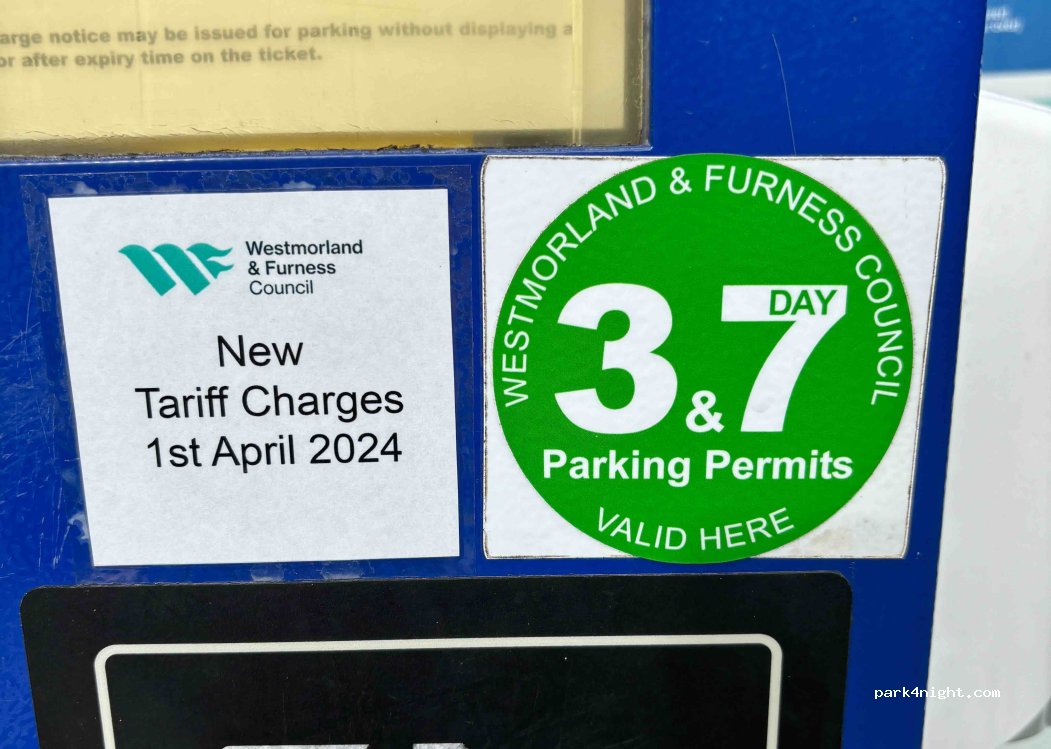 arge notice may be issued for parking without displaying a
or after expiry time on the ticket.
Westmorland
& Furness
Council
New
Tariff Charges
1st April 2024
WESTMORLAND & FURNESS COUNCIL
3 & 7 DAY
Parking Permits
VALID HERE
park4night.com